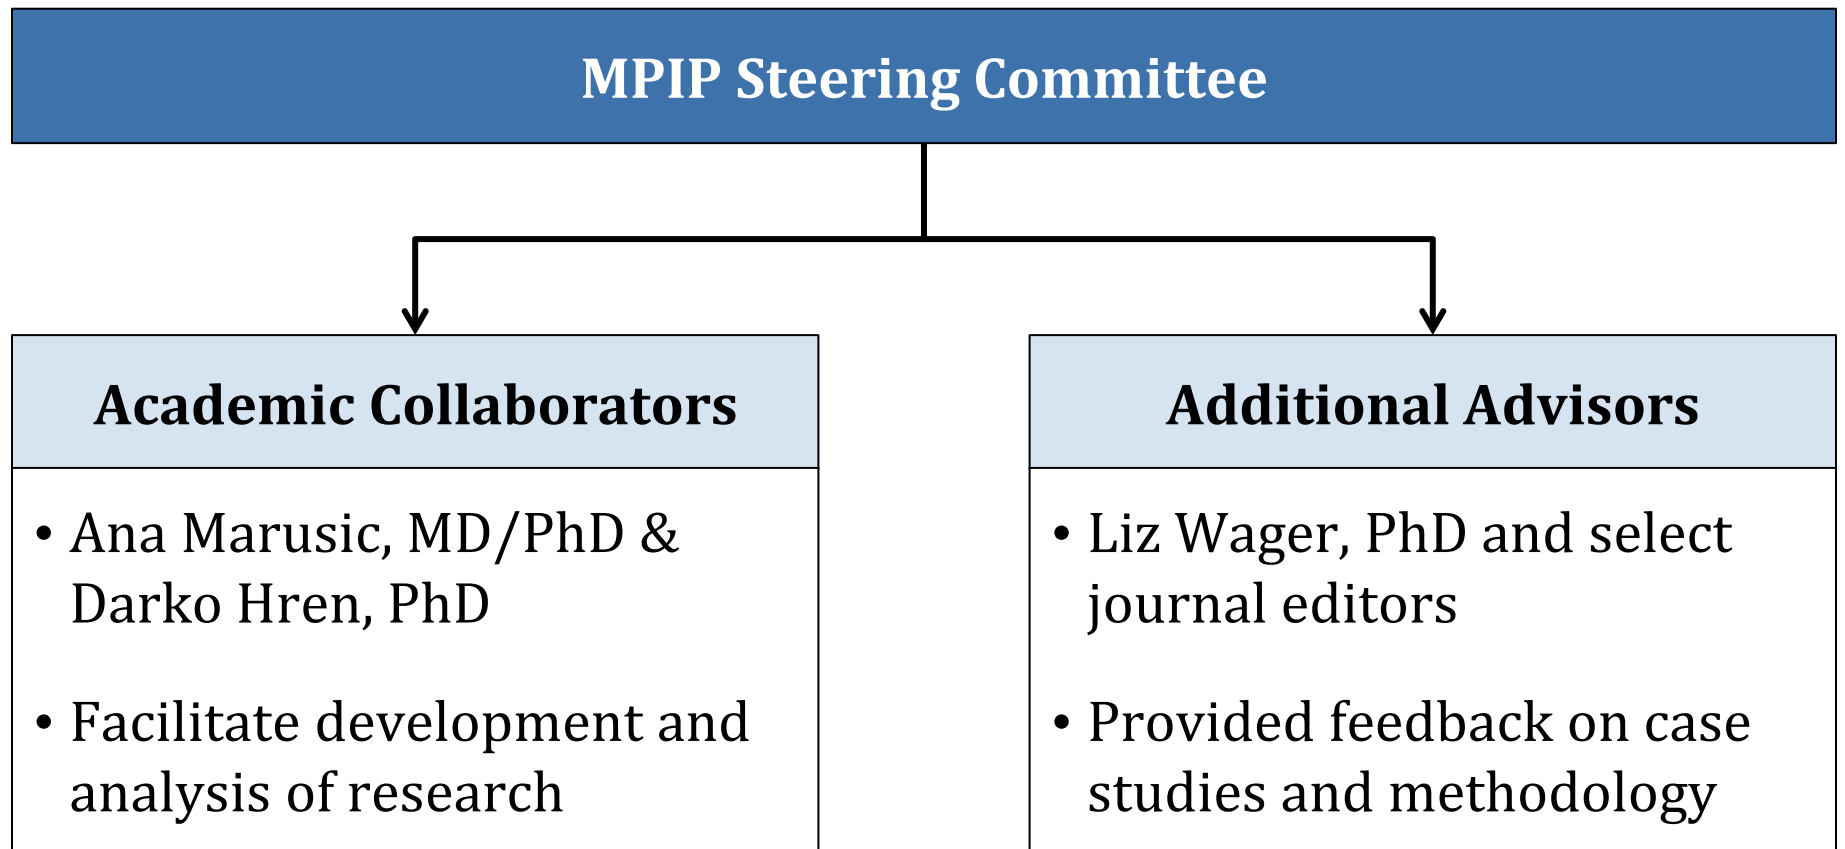 MPIP Steering Committee
Academic Collaborators
• Ana Marusic, MD/PhD &
Darko Hren, PhD
• Facilitate development and
analysis of research
Additional Advisors
• Liz Wager, PhD and select
journal editors
• Provided feedback on case
studies and methodology